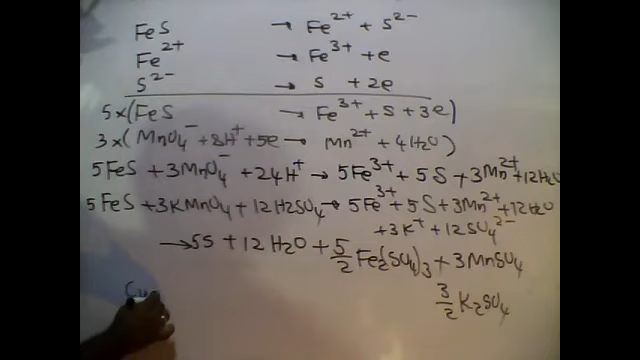 FeS → Fe²⁺ + S²⁻
Fe²⁺ → Fe³⁺ + e
S²⁻ → S + 2e
5×(FeS → Fe³⁺ + S + 3e)
3×(MnO₄⁻ + 8H⁺ + 5e → Mn²⁺ + 4H₂O)
5FeS + 3MnO₄⁻ + 24H⁺ → 5Fe³⁺ + 5S + 3Mn²⁺ + 12H₂O
5FeS + 3KMnO₄ + 12H₂SO₄ → 5Fe³⁺ + 5S + 3Mn²⁺ + 12H₂O
+ 3K⁺ + 12SO₄²⁻
→ 5S + 12H₂O + 5/2 Fe₂(SO₄)₃ + 3MnSO₄
3/2 K₂SO₄
Cu